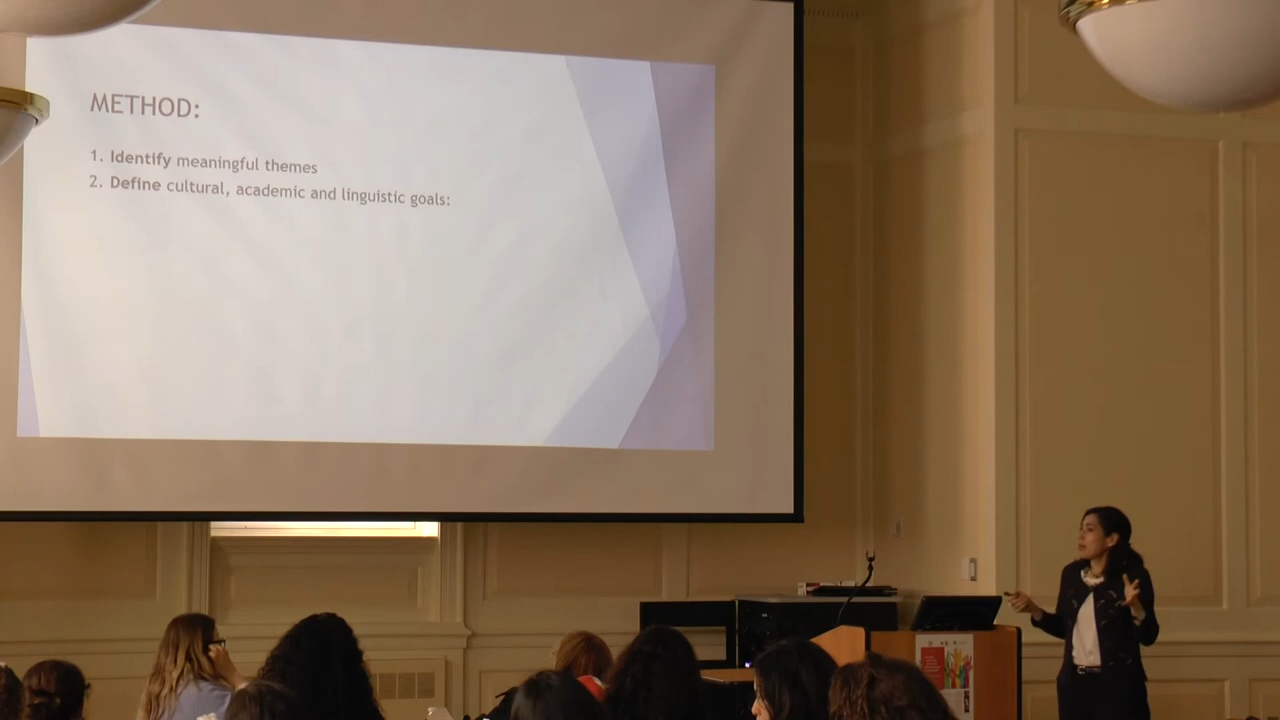 METHOD:
1. Identify meaningful themes
2. Define cultural, academic and linguistic goals: